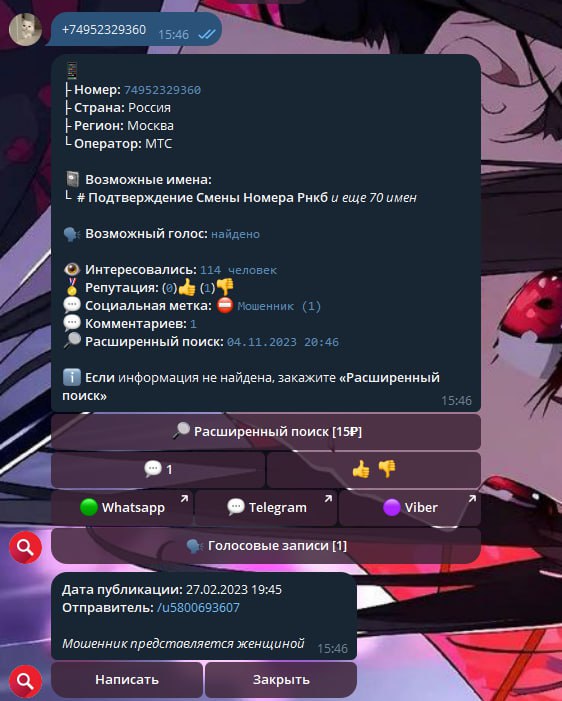 +74952329360
15:46
├ Номер: 74952329360
├ Страна: Россия
├ Регион: Москва
└ Оператор: МТС
Возможные имена:
└ # Подтверждение Смены Номера Рнкб и еще 70 имен
Возможный голос: найдено
Интересовались: 114 человек
Репутация: (0)👍 (1)👎
Социальная метка: ⛔ Мошенник (1)
Комментариев: 1
Расширенный поиск: 04.11.2023 20:46
Если информация не найдена, закажите «Расширенный
поиск»
15:46
Расширенный поиск [15₽]
1
Whatsapp
Telegram
Viber
Голосовые записи [1]
Дата публикации: 27.02.2023 19:45
Отправитель: /u5800693607
Мошенник представляется женщиной
15:46
Написать
Закрыть